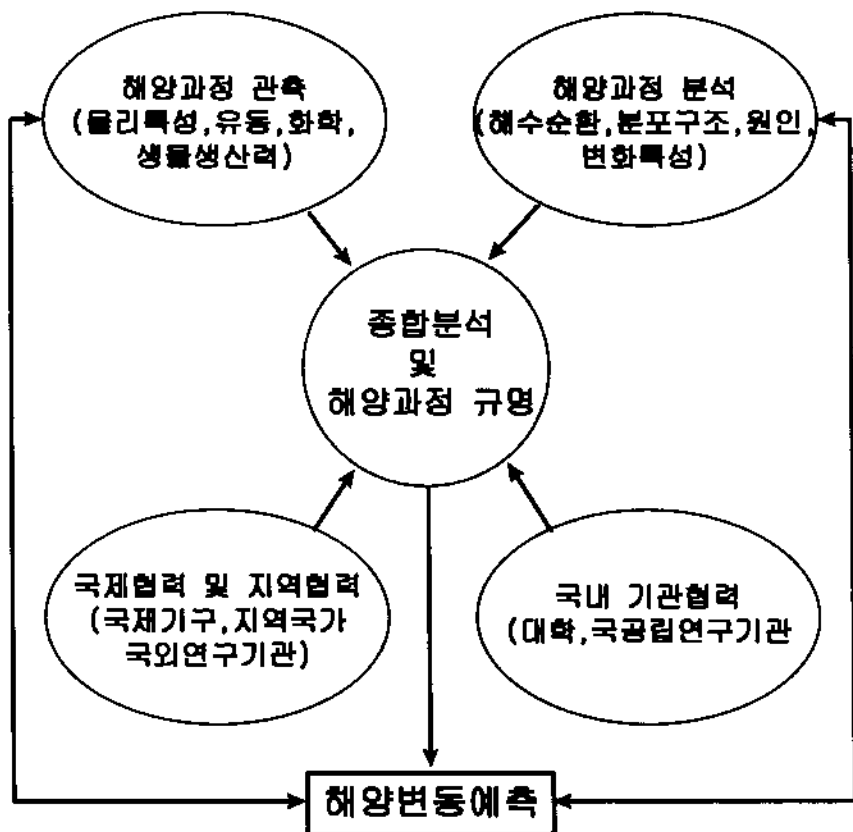 해양과정 관측
(물리특성,유동,화학,
생물생산력)
해양과정 분석
(해수순환,분포구조,원인,
변화특성)
종합분석
및
해양과정 규명
국제협력 및 지역협력
(국제기구,지역국가
국외연구기관)
국내 기관협력
(대학,국공립연구기관
해양변동예측